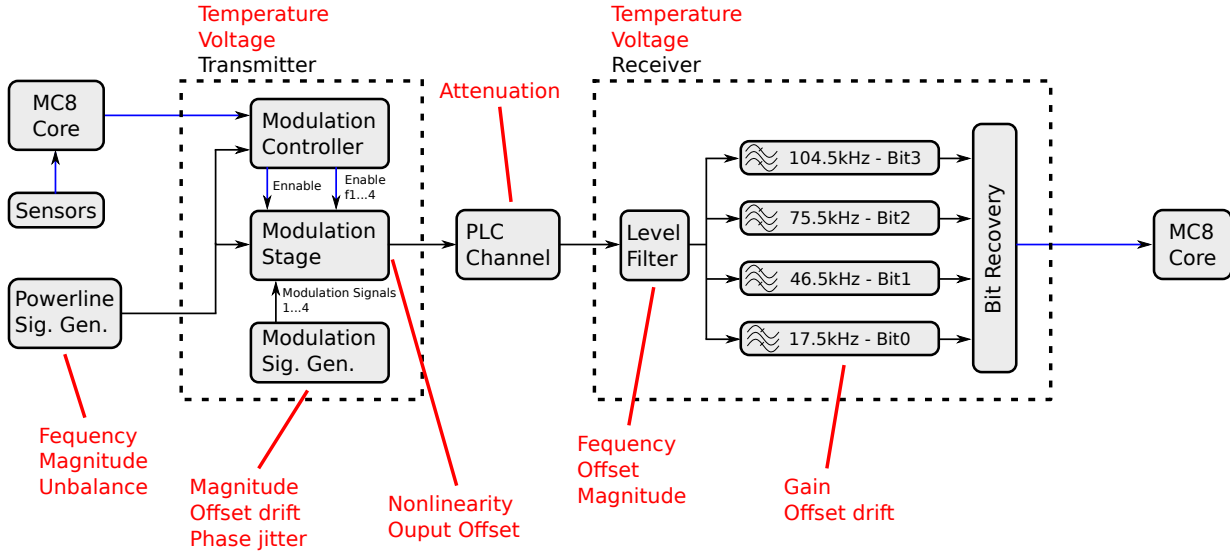 Temperature
Voltage
Transmitter
Temperature
Voltage
Receiver
Attenuation
MC8
Core
Sensors
Powerline
Sig. Gen.
Modulation
Controller
Ennable
Enable
f1...4
Modulation
Stage
Modulation Signals
1...4
Modulation
Sig. Gen.
PLC
Channel
Level
Filter
104.5kHz - Bit3
75.5kHz - Bit2
46.5kHz - Bit1
17.5kHz - Bit0
Bit Recovery
MC8
Core
Fequency
Magnitude
Unbalance
Magnitude
Offset drift
Phase jitter
Nonlinearity
Ouput Offset
Fequency
Offset
Magnitude
Gain
Offset drift